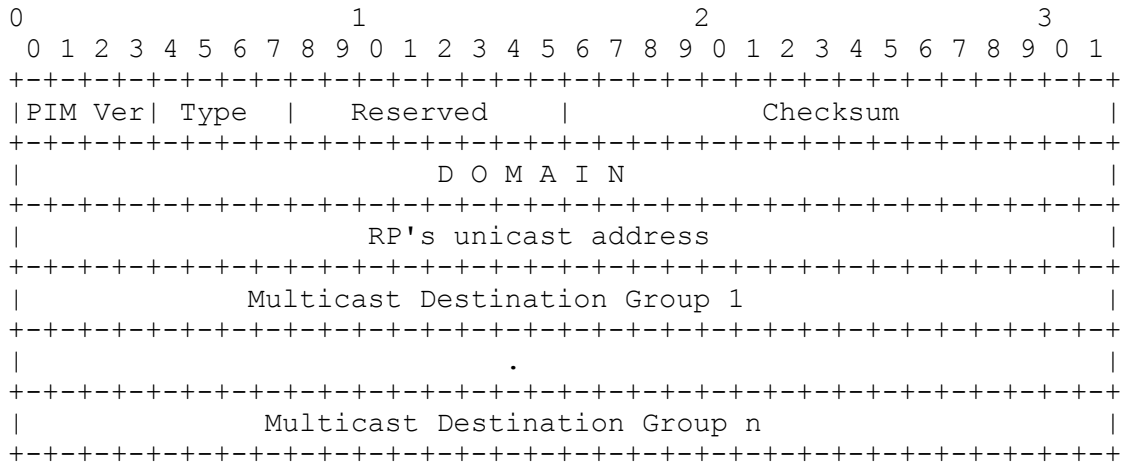 0                   1                   2                   3
 0 1 2 3 4 5 6 7 8 9 0 1 2 3 4 5 6 7 8 9 0 1 2 3 4 5 6 7 8 9 0 1
+-+-+-+-+-+-+-+-+-+-+-+-+-+-+-+-+-+-+-+-+-+-+-+-+-+-+-+-+-+-+-+-+
|PIM Ver| Type  |   Reserved    |           Checksum            |
+-+-+-+-+-+-+-+-+-+-+-+-+-+-+-+-+-+-+-+-+-+-+-+-+-+-+-+-+-+-+-+-+
|                        D O M A I N                            |
+-+-+-+-+-+-+-+-+-+-+-+-+-+-+-+-+-+-+-+-+-+-+-+-+-+-+-+-+-+-+-+-+
|                    RP's unicast address                       |
+-+-+-+-+-+-+-+-+-+-+-+-+-+-+-+-+-+-+-+-+-+-+-+-+-+-+-+-+-+-+-+-+
|             Multicast Destination Group 1                     |
+-+-+-+-+-+-+-+-+-+-+-+-+-+-+-+-+-+-+-+-+-+-+-+-+-+-+-+-+-+-+-+-+
|                            .                                  |
+-+-+-+-+-+-+-+-+-+-+-+-+-+-+-+-+-+-+-+-+-+-+-+-+-+-+-+-+-+-+-+-+
|              Multicast Destination Group n                    |
+-+-+-+-+-+-+-+-+-+-+-+-+-+-+-+-+-+-+-+-+-+-+-+-+-+-+-+-+-+-+-+-+